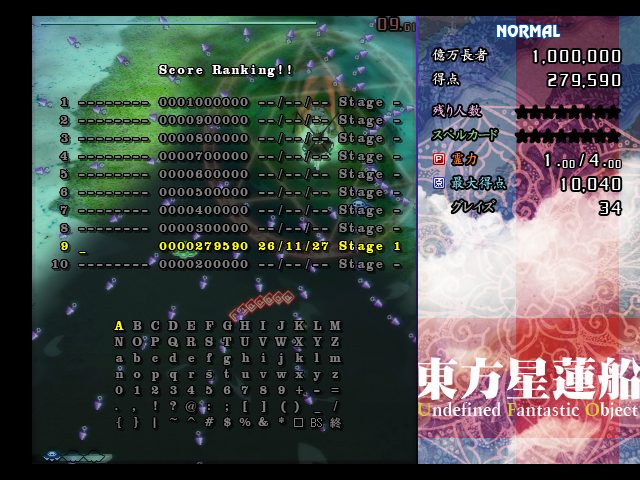 09.61
Score Ranking!!
1 -------- 0001000000 --/--/-- Stage -
2 -------- 0000900000 --/--/-- Stage -
3 -------- 0000800000 --/--/-- Stage -
4 -------- 0000700000 --/--/-- Stage -
5 -------- 0000600000 --/--/-- Stage -
6 -------- 0000500000 --/--/-- Stage -
7 -------- 0000400000 --/--/-- Stage -
8 -------- 0000300000 --/--/-- Stage -
9 _ 0000279590 26/11/27 Stage 1
10 -------- 0000200000 --/--/-- Stage -
A B C D E F G H I J K L M
N O P Q R S T U V W X Y Z
a b c d e f g h i j k l m
n o p q r s t u v w x y z
0 1 2 3 4 5 6 7 8 9 + - =
. , ! ? @ : ; [ ] ( ) _ /
{ } | ~ ^ # $ % & * □ BS 終
NORMAL
億万長者 1,000,000
得点 279,590
残り人数 ★★★★★★★★
スペルカード ★★★★★★★★
P 霊力 1.00/4.00
点 最大得点 10,040
グレイズ 34
東方星蓮船
Undefined Fantastic Object